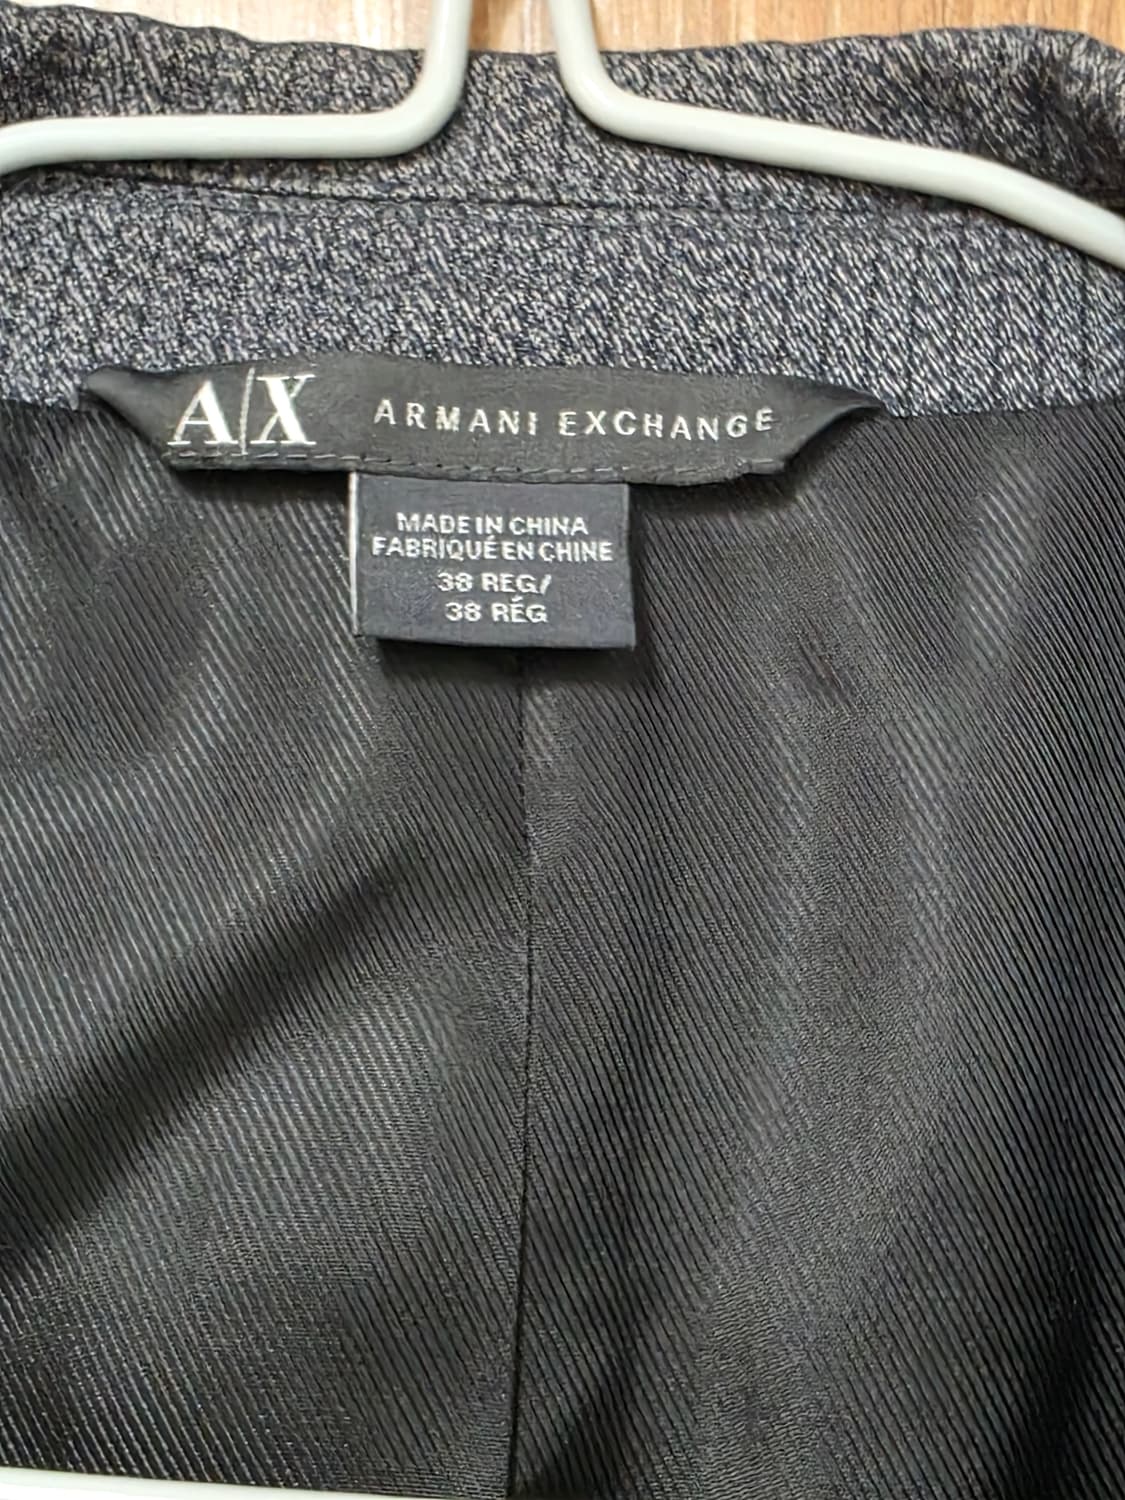 A|X ARMANI EXCHANGE
MADE IN CHINA
FABRIQUÉ EN CHINE
38 REG/
38 RÉG